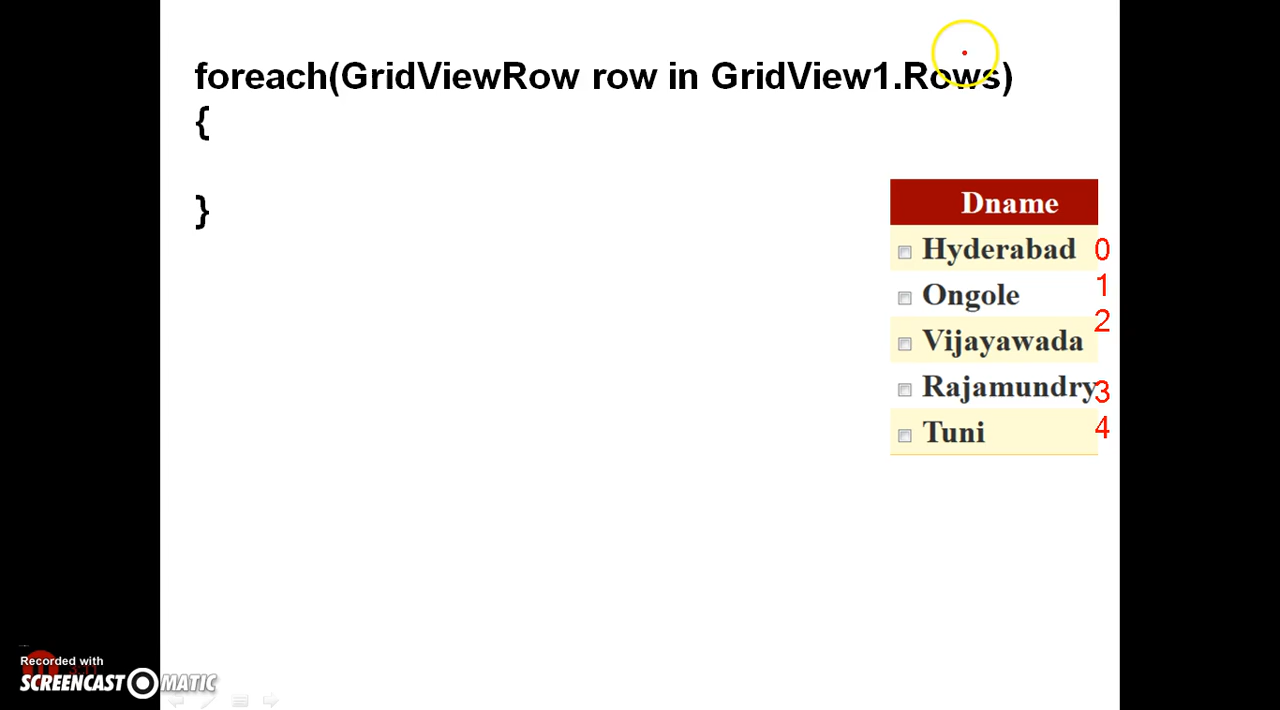 foreach(GridViewRow row in GridView1.Rows)
{
}
Dname
Hyderabad 0
Ongole 1
Vijayawada 2
Rajamundry 3
Tuni 4
Recorded with
SCREENCAST MATIC